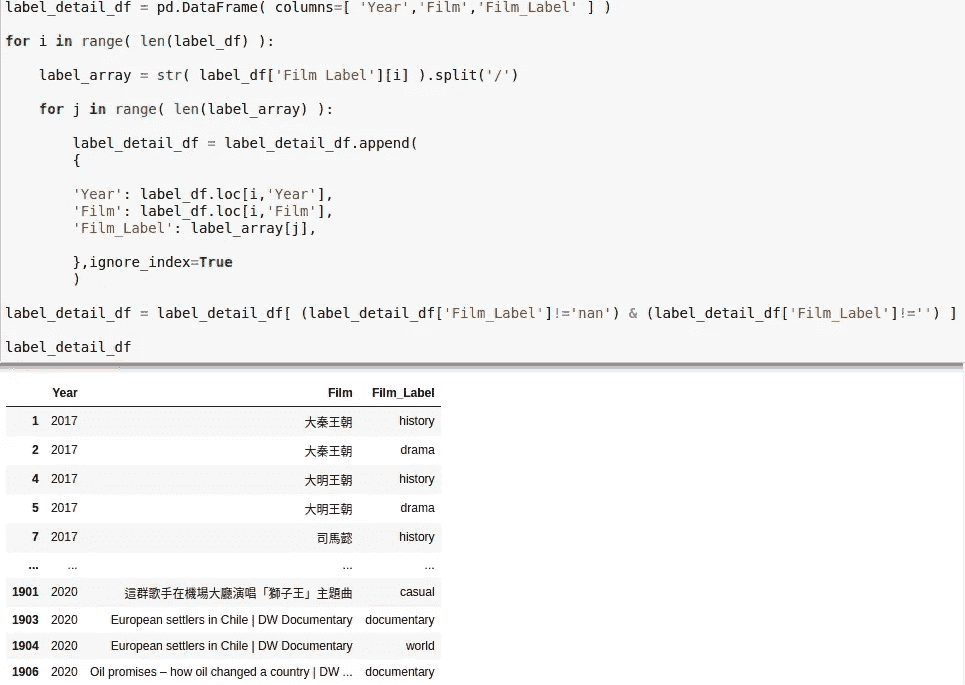 label_detail_df = pd.DataFrame( columns=[ 'Year','Film','Film_Label' ] )
for i in range( len(label_df) ):
label_array = str( label_df['Film Label'][i] ).split('/')
for j in range( len(label_array) ):
label_detail_df = label_detail_df.append(
{
'Year': label_df.loc[i,'Year'],
'Film': label_df.loc[i,'Film'],
'Film_Label': label_array[j],
},ignore_index=True
)
label_detail_df = label_detail_df[ (label_detail_df['Film_Label']!='nan') & (label_detail_df['Film_Label']!='') ]
label_detail_df
Year Film Film_Label
1 2017 大秦王朝 history
2 2017 大秦王朝 drama
4 2017 大明王朝 history
5 2017 大明王朝 drama
7 2017 司馬懿 history
... ... ... ...
1901 2020 這群歌手在機場大廳演唱「獅子王」主題曲 casual
1903 2020 European settlers in Chile | DW Documentary documentary
1904 2020 European settlers in Chile | DW Documentary world
1906 2020 Oil promises – how oil changed a country | DW ... documentary